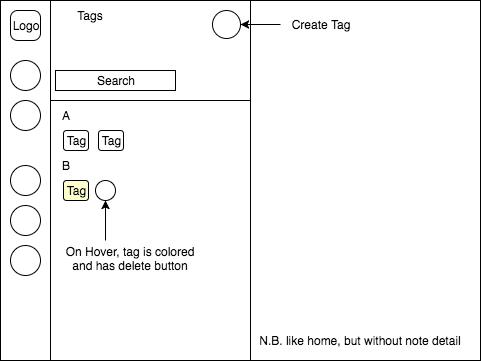 Logo
Tags
Create Tag
Search
A
Tag Tag
B
Tag
On Hover, tag is colored
and has delete button
N.B. like home, but without note detail